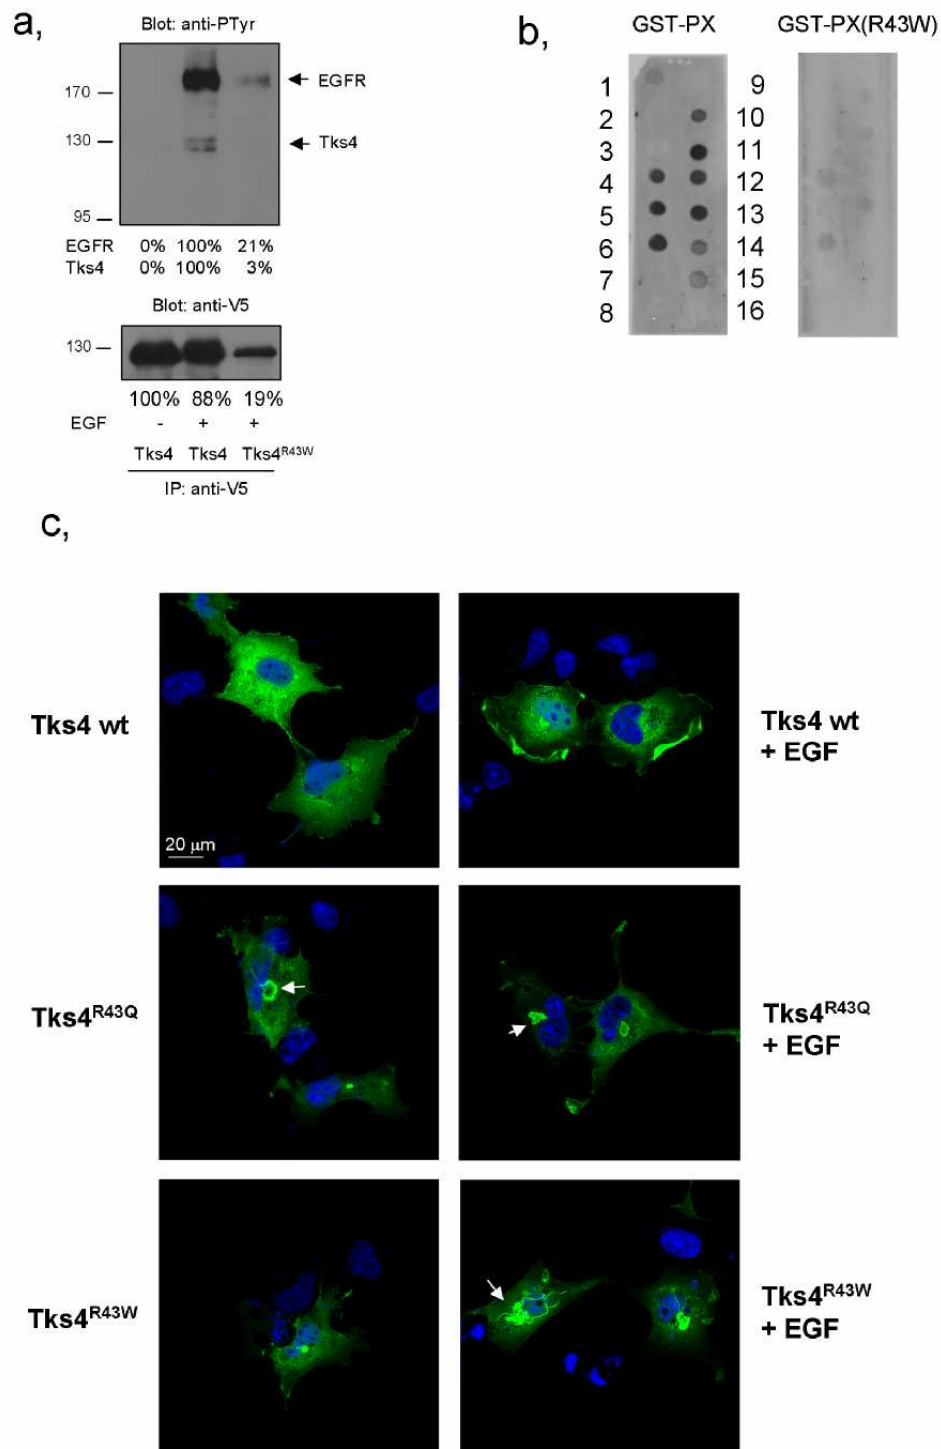 a,
Blot: anti-PTyr
170
EGFR
130
Tks4
95
EGFR 0% 100% 21%
Tks4 0% 100% 3%
Blot: anti-V5
130
100% 88% 19%
EGF - + +
Tks4 Tks4 Tks4R43W
IP: anti-V5
b,
GST-PX GST-PX(R43W)
1 9
2 10
3 11
4 12
5 13
6 14
7 15
8 16
c,
Tks4 wt
20 μm
Tks4 wt
+ EGF
Tks4R43Q
Tks4R43Q
+ EGF
Tks4R43W
Tks4R43W
+ EGF